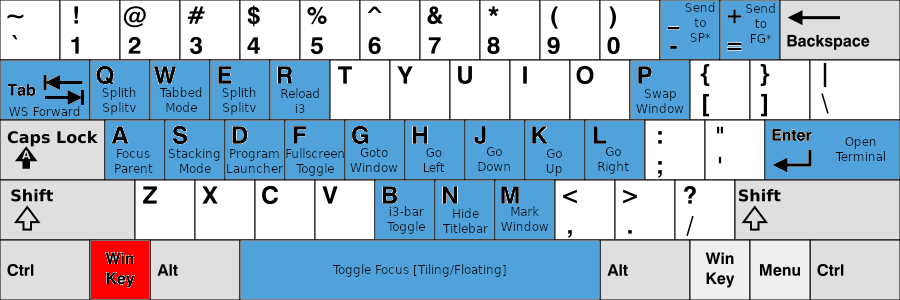 ~ ! @ # $ % ^ & * ( ) _ Send to SP* + Send to FG*
` 1 2 3 4 5 6 7 8 9 0 - = Backspace
Tab WS Forward Q Splith Splitv W Tabbed Mode E Splith Splitv R Reload i3 T Y U I O P Swap Window { [ } ] | \
Caps Lock A A Focus Parent S Stacking Mode D Program Launcher F Fullscreen Toggle G Goto Window H Go Left J Go Down K Go Up L Go Right : ; " ' Enter Open Terminal
Shift Z X C V B i3-bar Toggle N Hide Titlebar M Mark Window < , > . ? / Shift
Ctrl Win Key Alt Toggle Focus [Tiling/Floating] Alt Win Key Menu Ctrl